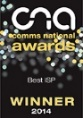 cna
comms national
awards
Best ISP
WINNER
2014